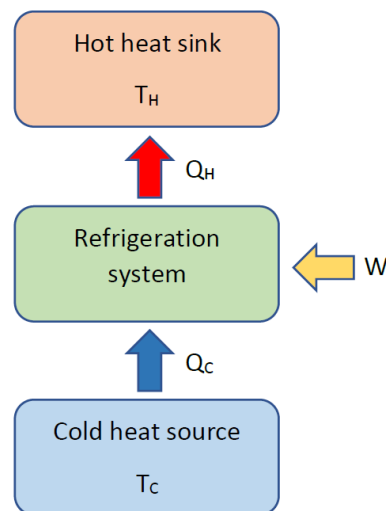 Hot heat sink
TH
QH
Refrigeration
system
W
QC
Cold heat source
TC